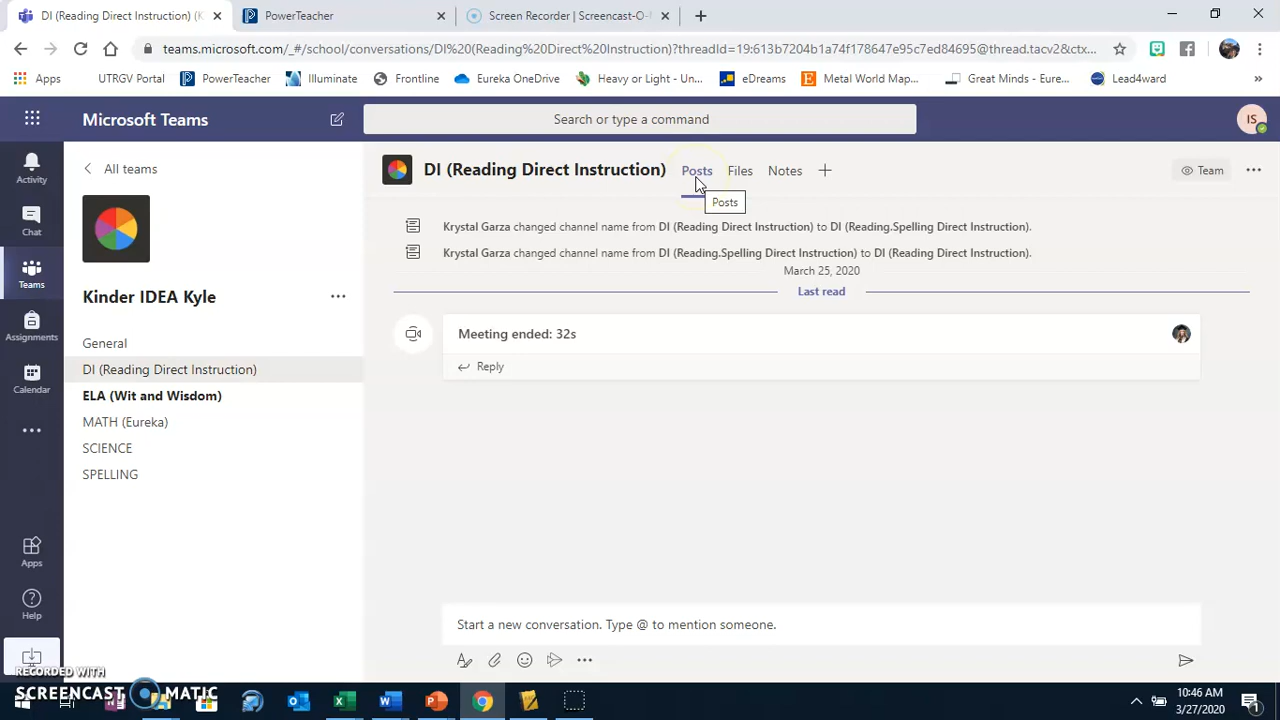 DI (Reading Direct Instruction) (K
PowerTeacher
Screen Recorder | Screencast-O-
teams.microsoft.com/_#/school/conversations/DI%20(Reading%20Direct%20Instruction)?threadId=19:613b7204b1a74f178647e95c7ed84695@thread.tacv2&ctx...
Apps
UTRGV Portal
PowerTeacher
Illuminate
Frontline
Eureka OneDrive
Heavy or Light - Un...
eDreams
Metal World Map...
Great Minds - Eure...
Lead4ward
»
Microsoft Teams
Search or type a command
IS
Activity
Chat
Teams
Assignments
Calendar
Apps
Help
All teams
Kinder IDEA Kyle
General
DI (Reading Direct Instruction)
ELA (Wit and Wisdom)
MATH (Eureka)
SCIENCE
SPELLING
DI (Reading Direct Instruction)
Posts
Files
Notes
Team
Posts
Krystal Garza changed channel name from DI (Reading Direct Instruction) to DI (Reading.Spelling Direct Instruction).
Krystal Garza changed channel name from DI (Reading.Spelling Direct Instruction) to DI (Reading Direct Instruction).
March 25, 2020
Last read
Meeting ended: 32s
Reply
Start a new conversation. Type @ to mention someone.
RECORDED WITH
SCREENCAST MATIC
10:46 AM
3/27/2020